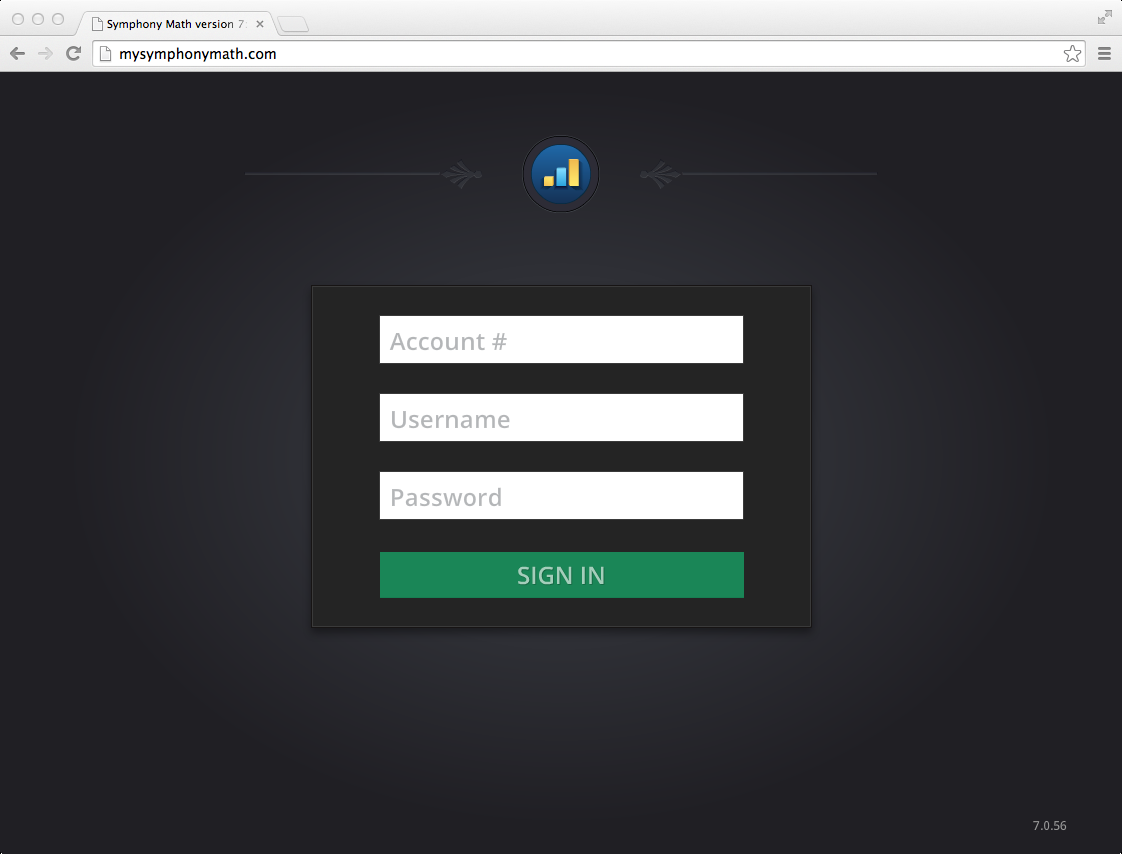 Symphony Math version 7.
mysymphonymath.com
Account #
Username
Password
SIGN IN
7.0.56